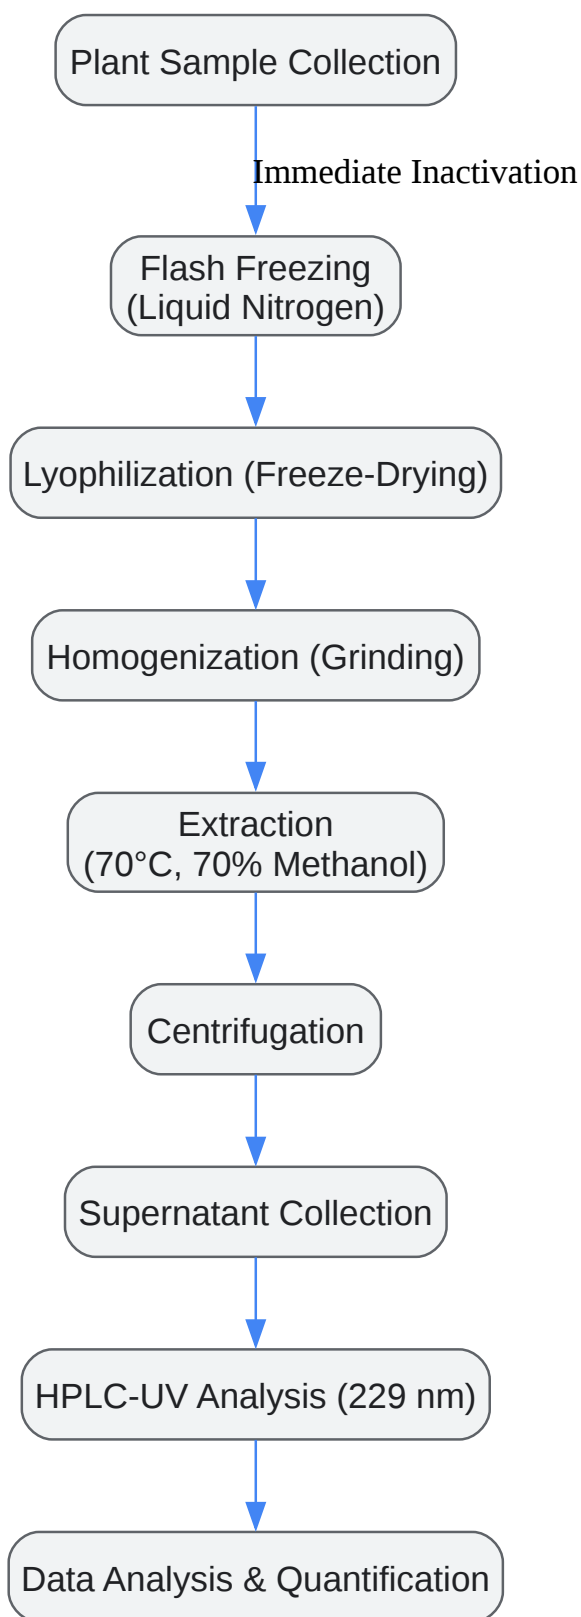 Plant Sample Collection
Immediate Inactivation
Flash Freezing
(Liquid Nitrogen)
Lyophilization (Freeze-Drying)
Homogenization (Grinding)
Extraction
(70°C, 70% Methanol)
Centrifugation
Supernatant Collection
HPLC-UV Analysis (229 nm)
Data Analysis & Quantification